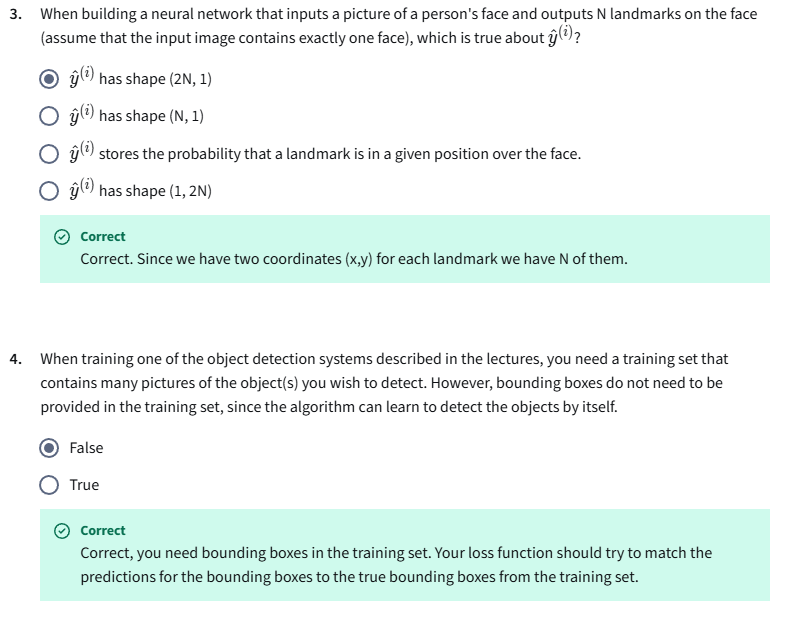 3. When building a neural network that inputs a picture of a person's face and outputs N landmarks on the face
(assume that the input image contains exactly one face), which is true about ŷ⁽ⁱ⁾?
ŷ⁽ⁱ⁾ has shape (2N, 1)
ŷ⁽ⁱ⁾ has shape (N, 1)
ŷ⁽ⁱ⁾ stores the probability that a landmark is in a given position over the face.
ŷ⁽ⁱ⁾ has shape (1, 2N)
Correct
Correct. Since we have two coordinates (x,y) for each landmark we have N of them.
4. When training one of the object detection systems described in the lectures, you need a training set that
contains many pictures of the object(s) you wish to detect. However, bounding boxes do not need to be
provided in the training set, since the algorithm can learn to detect the objects by itself.
False
True
Correct
Correct, you need bounding boxes in the training set. Your loss function should try to match the
predictions for the bounding boxes to the true bounding boxes from the training set.